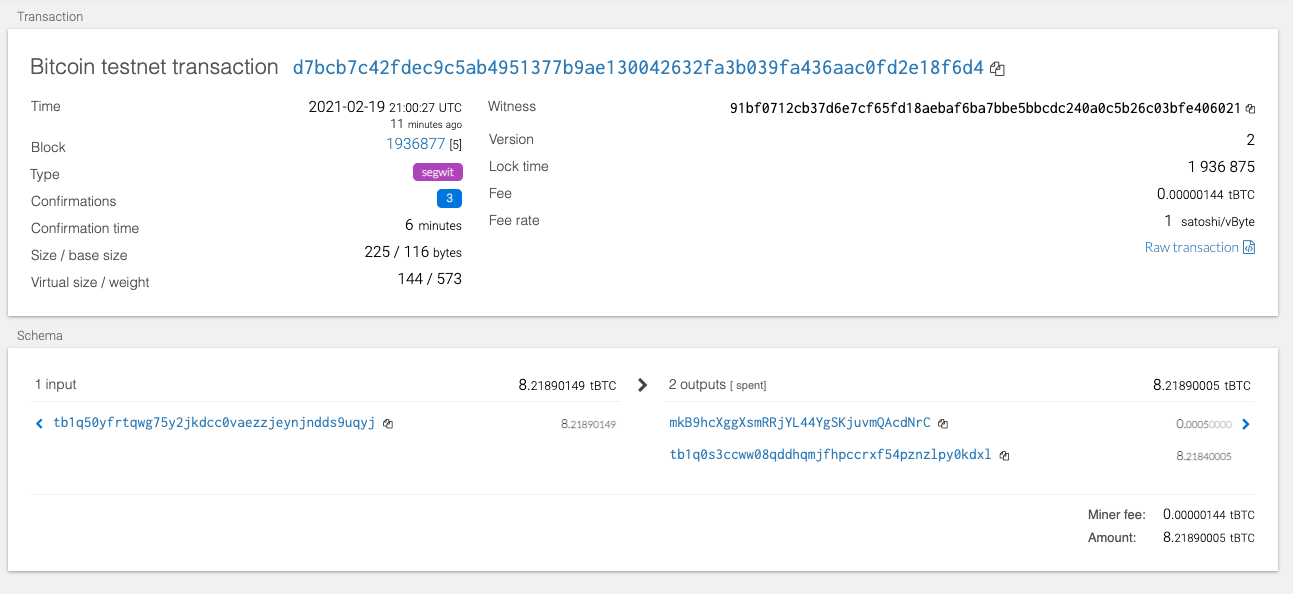 Transaction
Bitcoin testnet transaction d7bcb7c42fdec9c5ab4951377b9ae130042632fa3b039fa436aac0fd2e18f6d4
Time 2021-02-19 21:00:27 UTC
11 minutes ago
Block 1936877 [5]
Type segwit
Confirmations 3
Confirmation time 6 minutes
Size / base size 225 / 116 bytes
Virtual size / weight 144 / 573
Witness 91bf0712cb37d6e7cf65fd18aebaf6ba7bbe5bbcdc240a0c5b26c03bfe406021
Version 2
Lock time 1 936 875
Fee 0.00000144 tBTC
Fee rate 1 satoshi/vByte
Raw transaction
Schema
1 input 8.21890149 tBTC
tb1q50yfrtqwg75y2jkdcc0vaezzjeynjndds9uqyj 8.21890149
2 outputs [ spent] 8.21890005 tBTC
mkB9hcXggXsmRRjYL44YgSKjuvmQAcdNrC 0.00050000
tb1q0s3ccww08qddhqmjfhpccrxf54pznzlpy0kdxl 8.21840005
Miner fee: 0.00000144 tBTC
Amount: 8.21890005 tBTC